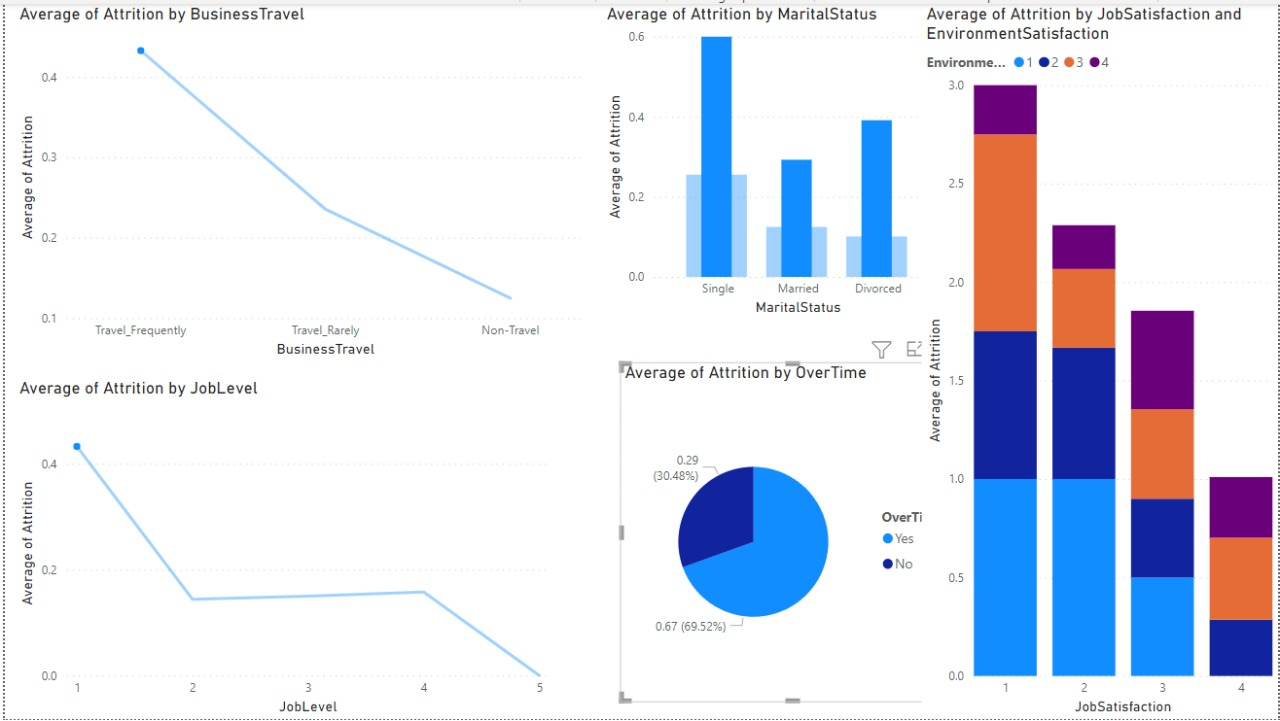 Average of Attrition by BusinessTravel
Average of Attrition
0.4
0.3
0.2
0.1
Travel_Frequently
Travel_Rarely
Non-Travel
BusinessTravel
Average of Attrition by MaritalStatus
Average of Attrition
0.6
0.4
0.2
0.0
Single
Married
Divorced
MaritalStatus
Average of Attrition by JobSatisfaction and
EnvironmentSatisfaction
Environme... 1 2 3 4
Average of Attrition
3.0
2.5
2.0
1.5
1.0
0.5
0.0
1
2
3
4
JobSatisfaction
Average of Attrition by JobLevel
Average of Attrition
0.4
0.2
0.0
1
2
3
4
5
JobLevel
Average of Attrition by OverTime
0.29
(30.48%)
0.67 (69.52%)
OverTi
Yes
No